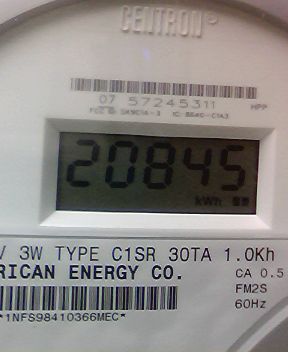 CENTRON®
07 57245311 HPP
20845
kWh
V 3W TYPE C1SR 30TA 1.0Kh
RICAN ENERGY CO. CA 0.5
FM2S
*1NFS98410366MEC* 60Hz